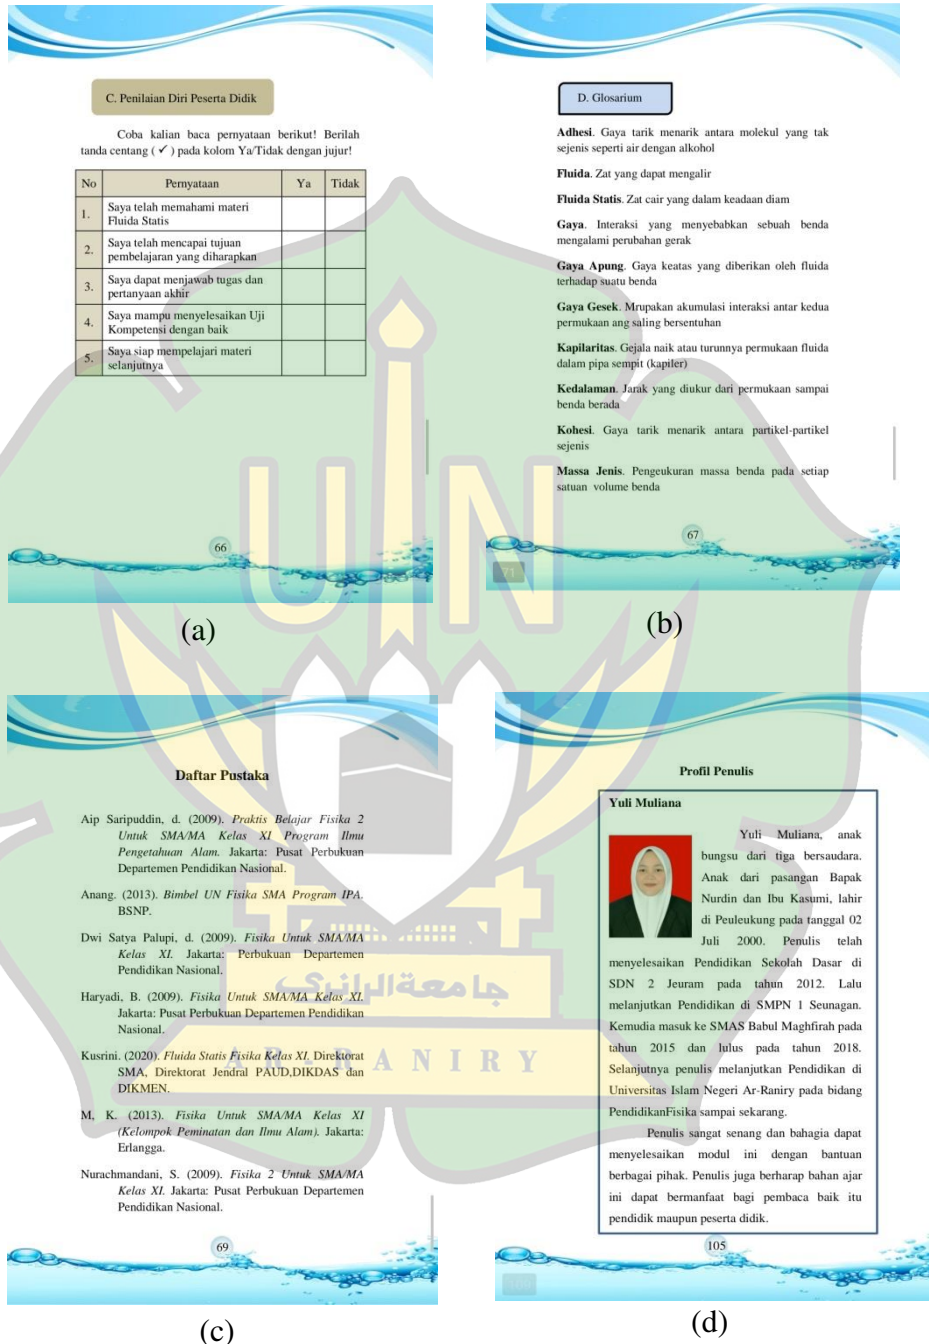 C. Penilaian Diri Peserta Didik
Coba kalian baca pernyataan berikut! Berilah
tanda centang ( ✓ ) pada kolom Ya/Tidak dengan jujur!
No Pernyataan Ya Tidak
1. Saya telah memahami materi
Fluida Statis
2. Saya telah mencapai tujuan
pembelajaran yang diharapkan
3. Saya dapat menjawab tugas dan
pertanyaan akhir
4. Saya mampu menyelesaikan Uji
Kompetensi dengan baik
5. Saya siap mempelajari materi
selanjutnya
66
(a)
D. Glosarium
Adhesi. Gaya tarik menarik antara molekul yang tak
sejenis seperti air dengan alkohol
Fluida. Zat yang dapat mengalir
Fluida Statis. Zat cair yang dalam keadaan diam
Gaya. Interaksi yang menyebabkan sebuah benda
mengalami perubahan gerak
Gaya Apung. Gaya keatas yang diberikan oleh fluida
terhadap suatu benda
Gaya Gesek. Mrupakan akumulasi interaksi antar kedua
permukaan ang saling bersentuhan
Kapilaritas. Gejala naik atau turunnya permukaan fluida
dalam pipa sempit (kapiler)
Kedalaman. Jarak yang diukur dari permukaan sampai
benda berada
Kohesi. Gaya tarik menarik antara partikel-partikel
sejenis
Massa Jenis. Pengeukuran massa benda pada setiap
satuan volume benda
67
71
(b)
Daftar Pustaka
Aip Saripuddin, d. (2009). Praktis Belajar Fisika 2
Untuk SMA/MA Kelas XI Program Ilmu
Pengetahuan Alam. Jakarta: Pusat Perbukuan
Departemen Pendidikan Nasional.
Anang. (2013). Bimbel UN Fisika SMA Program IPA.
BSNP.
Dwi Satya Palupi, d. (2009). Fisika Untuk SMA/MA
Kelas XI. Jakarta: Perbukuan Departemen
Pendidikan Nasional.
Haryadi, B. (2009). Fisika Untuk SMA/MA Kelas XI.
Jakarta: Pusat Perbukuan Departemen Pendidikan
Nasional.
Kusrini. (2020). Fluida Statis Fisika Kelas XI. Direktorat
SMA, Direktorat Jendral PAUD,DIKDAS dan
DIKMEN.
M, K. (2013). Fisika Untuk SMA/MA Kelas XI
(Kelompok Peminatan dan Ilmu Alam). Jakarta:
Erlangga.
Nurachmandani, S. (2009). Fisika 2 Untuk SMA/MA
Kelas XI. Jakarta: Pusat Perbukuan Departemen
Pendidikan Nasional.
69
(c)
Profil Penulis
Yuli Muliana
Yuli Muliana, anak
bungsu dari tiga bersaudara.
Anak dari pasangan Bapak
Nurdin dan Ibu Kasumi, lahir
di Peuleukung pada tanggal 02
Juli 2000. Penulis telah
menyelesaikan Pendidikan Sekolah Dasar di
SDN 2 Jeuram pada tahun 2012. Lalu
melanjutkan Pendidikan di SMPN 1 Seunagan.
Kemudia masuk ke SMAS Babul Maghfirah pada
tahun 2015 dan lulus pada tahun 2018.
Selanjutnya penulis melanjutkan Pendidikan di
Universitas Islam Negeri Ar-Raniry pada bidang
PendidikanFisika sampai sekarang.
Penulis sangat senang dan bahagia dapat
menyelesaikan modul ini dengan bantuan
berbagai pihak. Penulis juga berharap bahan ajar
ini dapat bermanfaat bagi pembaca baik itu
pendidik maupun peserta didik.
105
(d)
UIN
جامعة الرانري
AR-RANIRY